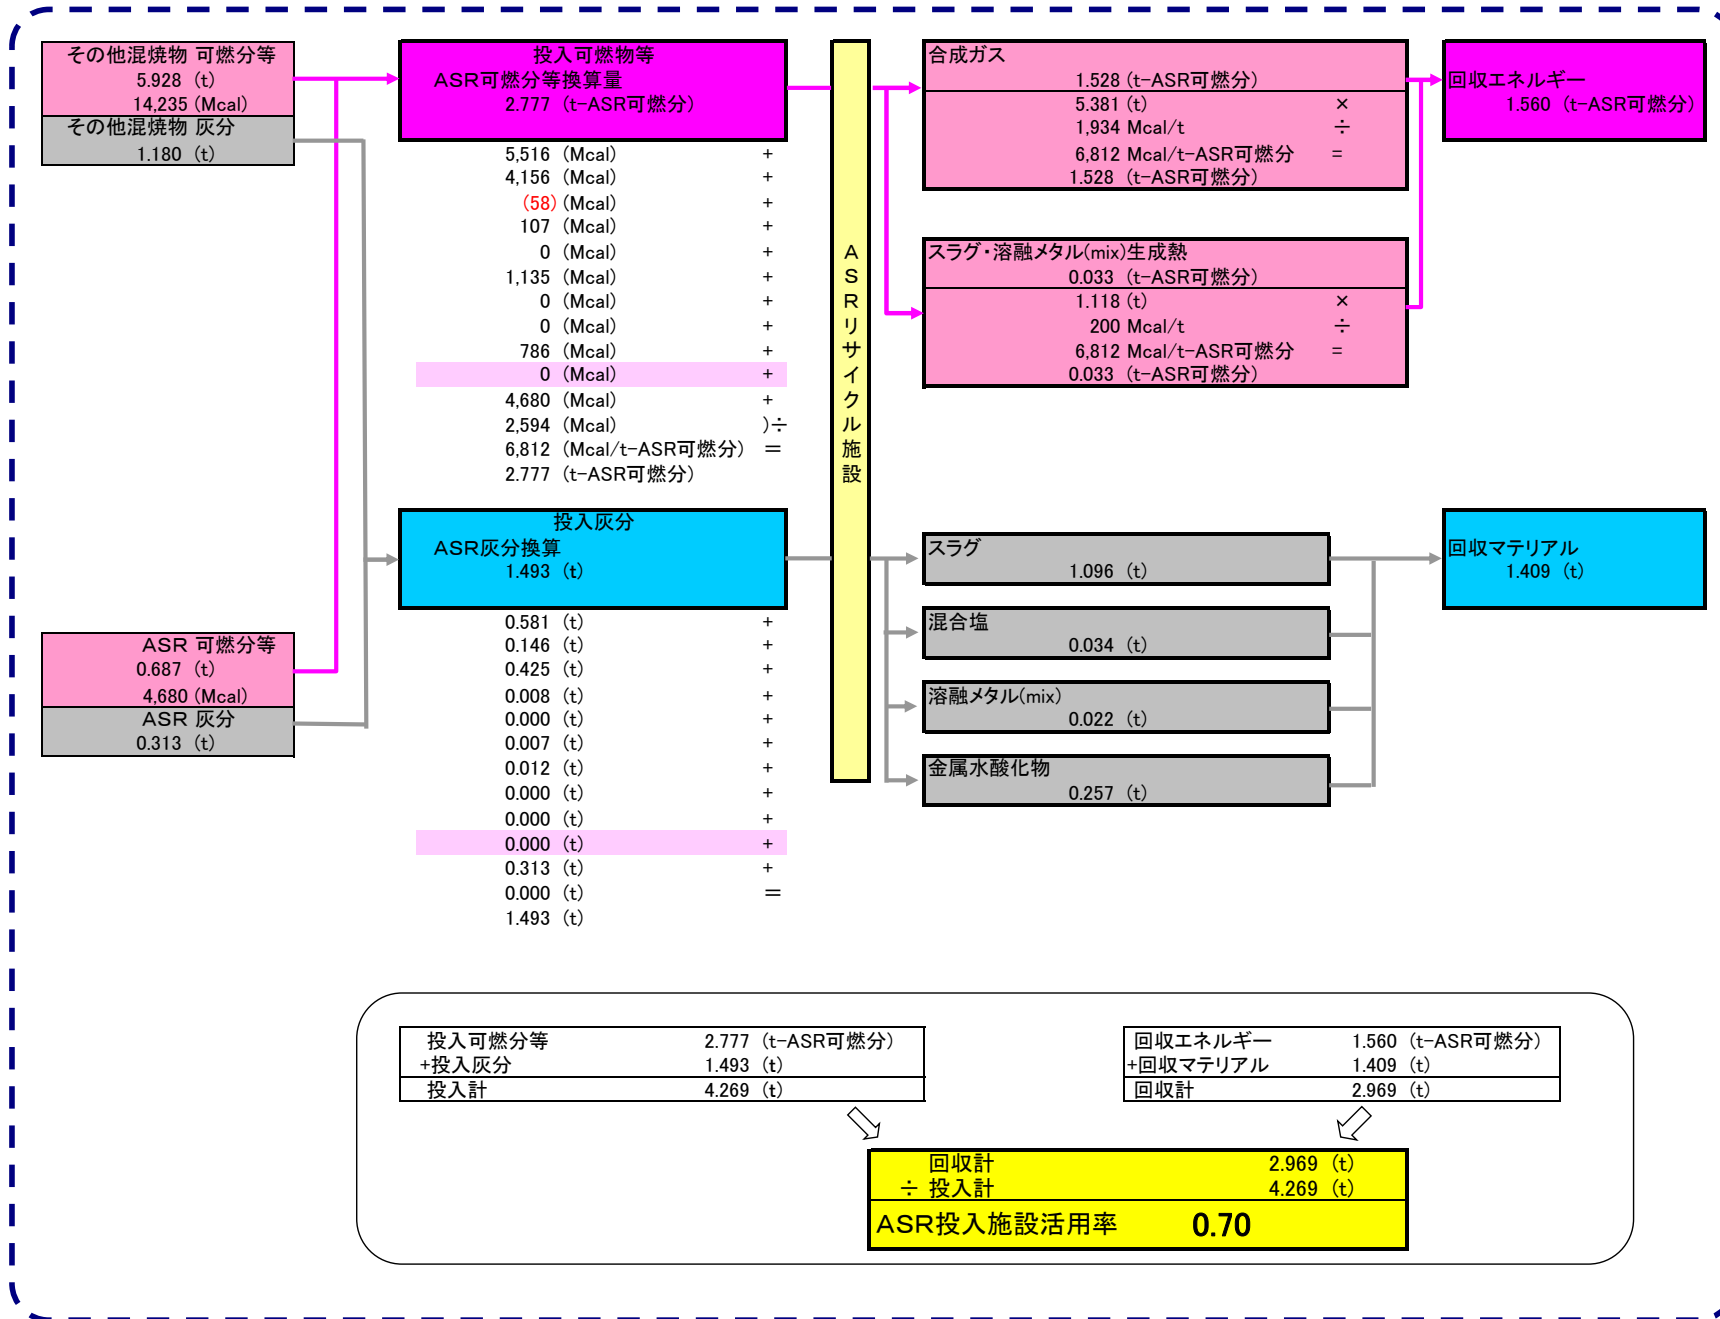 その他混焼物 可燃分等
5.928 (t)
14,235 (Mcal)
その他混焼物 灰分
1.180 (t)
ASR 可燃分等
0.687 (t)
4,680 (Mcal)
ASR 灰分
0.313 (t)
投入可燃物等
ASR可燃分等換算量
2.777 (t-ASR可燃分)
5,516 (Mcal) +
4,156 (Mcal) +
(58) (Mcal) +
107 (Mcal) +
0 (Mcal) +
1,135 (Mcal) +
0 (Mcal) +
0 (Mcal) +
786 (Mcal) +
0 (Mcal) +
4,680 (Mcal) +
2,594 (Mcal) )÷
6,812 (Mcal/t-ASR可燃分) =
2.777 (t-ASR可燃分)
投入灰分
ASR灰分換算
1.493 (t)
0.581 (t) +
0.146 (t) +
0.425 (t) +
0.008 (t) +
0.000 (t) +
0.007 (t) +
0.012 (t) +
0.000 (t) +
0.000 (t) +
0.000 (t) +
0.313 (t) +
0.000 (t) =
1.493 (t)
ASRリサイクル施設
合成ガス
1.528 (t-ASR可燃分)
5.381 (t) ×
1,934 Mcal/t ÷
6,812 Mcal/t-ASR可燃分 =
1.528 (t-ASR可燃分)
スラグ・溶融メタル(mix)生成熱
0.033 (t-ASR可燃分)
1.118 (t) ×
200 Mcal/t ÷
6,812 Mcal/t-ASR可燃分 =
0.033 (t-ASR可燃分)
回収エネルギー
1.560 (t-ASR可燃分)
スラグ
1.096 (t)
混合塩
0.034 (t)
溶融メタル(mix)
0.022 (t)
金属水酸化物
0.257 (t)
回収マテリアル
1.409 (t)
投入可燃分等 2.777 (t-ASR可燃分)
+投入灰分 1.493 (t)
投入計 4.269 (t)
回収エネルギー 1.560 (t-ASR可燃分)
+回収マテリアル 1.409 (t)
回収計 2.969 (t)
回収計 2.969 (t)
÷ 投入計 4.269 (t)
ASR投入施設活用率 0.70